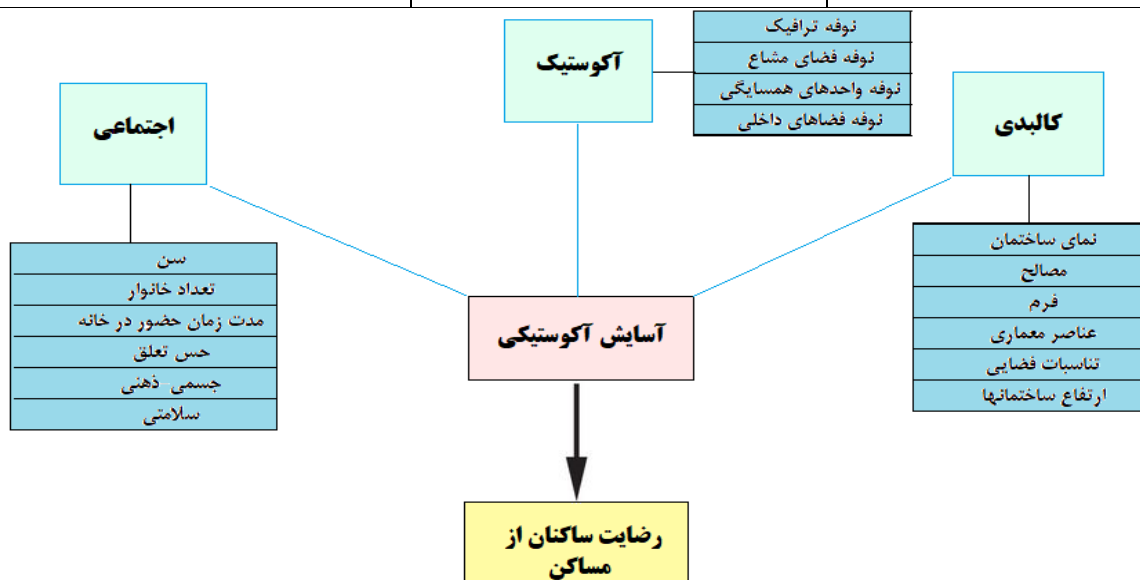 آکوستیک
نوفه ترافیک
نوفه فضای مشاع
نوفه واحدهای همسایگی
نوفه فضاهای داخلی
کالبدی
نمای ساختمان
مصالح
فرم
عناصر معماری
تناسبات فضایی
ارتفاع ساختمانها
اجتماعی
سن
تعداد خانوار
مدت زمان حضور در خانه
حس تعلق
جسمی-ذهنی
سلامتی
آسایش آکوستیکی
رضایت ساکنان از
مساکن